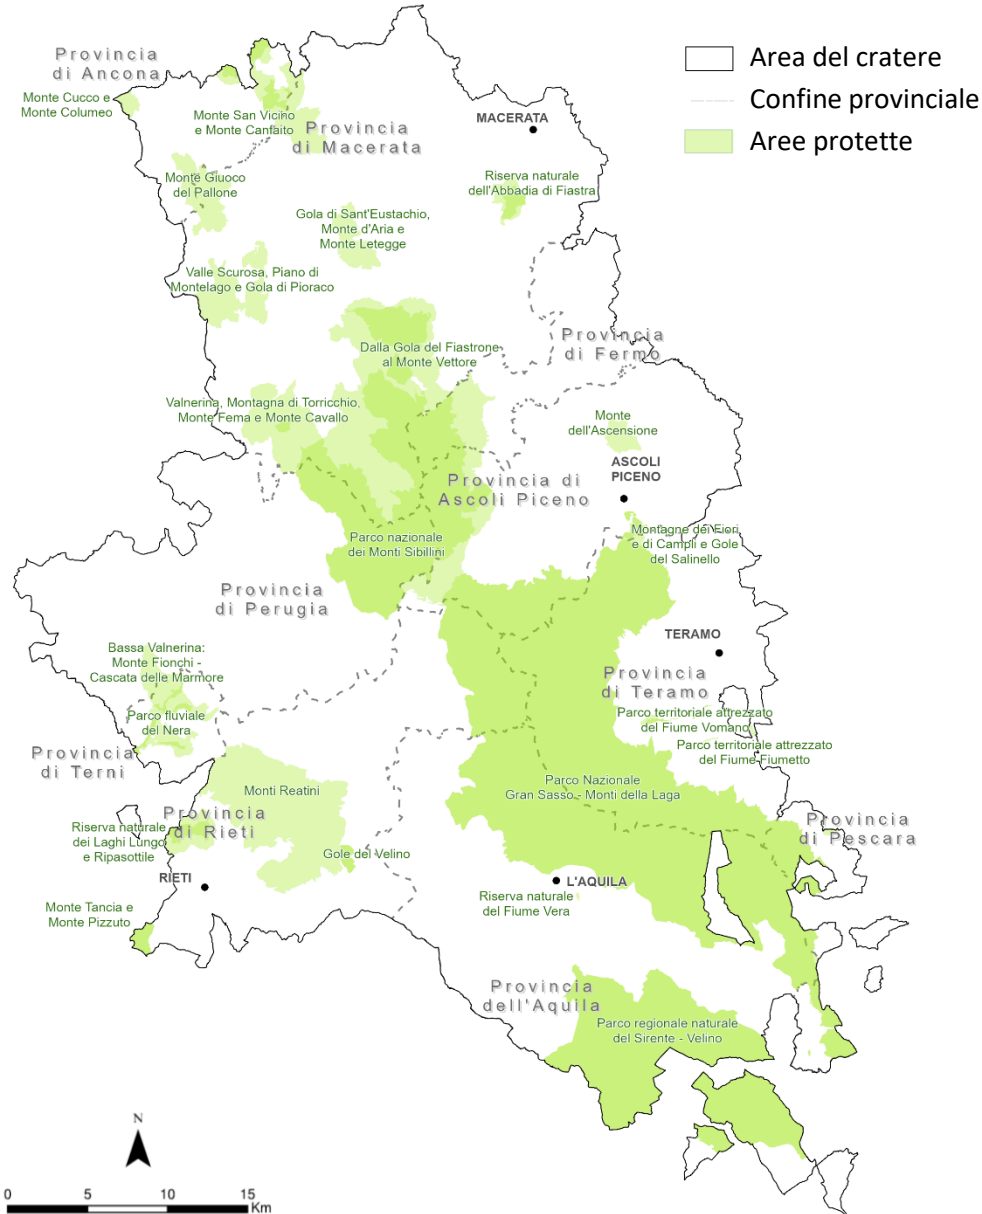 Provincia
di Ancona
Area del cratere
Confine provinciale
Aree protette
Monte Cucco e
Monte Columeo
Monte San Vicino
e Monte Canfaito
Provincia
di Macerata
MACERATA
Monte Giuoco
del Pallone
Riserva naturale
dell'Abbadia di Fiastra
Gola di Sant'Eustachio,
Monte d'Aria e
Monte Letegge
Valle Scurosa, Piano di
Montelago e Gola di Pioraco
Provincia
di Fermo
Dalla Gola del Fiastrone
al Monte Vettore
Valnerina, Montagna di Torricchio,
Monte Fema e Monte Cavallo
Monte
dell'Ascensione
ASCOLI
PICENO
Provincia di
Ascoli Piceno
Parco nazionale
dei Monti Sibillini
Montagne dei Fiori
e di Campli e Gole
del Salinello
Provincia
di Perugia
TERAMO
Bassa Valnerina:
Monte Fionchi -
Cascata delle Marmore
Provincia
di Teramo
Parco fluviale
del Nera
Parco territoriale attrezzato
del Fiume Vomano
Provincia
di Terni
Parco territoriale attrezzato
del Fiume Fiumetto
Monti Reatini
Parco Nazionale
Gran Sasso - Monti della Laga
Provincia
di Rieti
Provincia
di Pescara
Riserva naturale
dei Laghi Lungo
e Ripasottile
Gole del Velino
RIETI
L'AQUILA
Riserva naturale
del Fiume Vera
Monte Tancia e
Monte Pizzuto
Provincia
dell'Aquila
Parco regionale naturale
del Sirente - Velino
N
0 5 10 15
Km